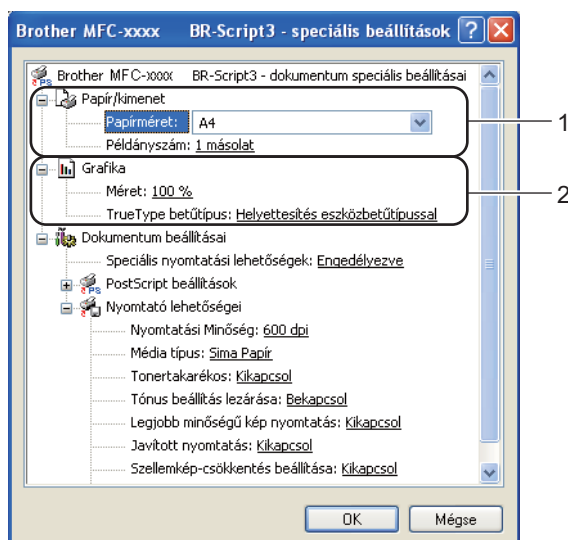 Brother MFC-xxxx BR-Script3 - speciális beállítások
Brother MFC-xxxx BR-Script3 - dokumentum speciális beállításai
Papír/kimenet
Papírméret: A4
1
Példányszám: 1 másolat
Grafika
Méret: 100 %
2
TrueType betűtípus: Helyettesítés eszközbetűtípussal
Dokumentum beállításai
Speciális nyomtatási lehetőségek: Engedélyezve
PostScript beállítások
Nyomtató lehetőségei
Nyomtatási Minőség: 600 dpi
Média típus: Sima Papír
Tonertakarékos: Kikapcsol
Tónus beállítás lezárása: Bekapcsol
Legjobb minőségű kép nyomtatás: Kikapcsol
Javított nyomtatás: Kikapcsol
Szellemkép-csökkentés beállítása: Kikapcsol
OK Mégse